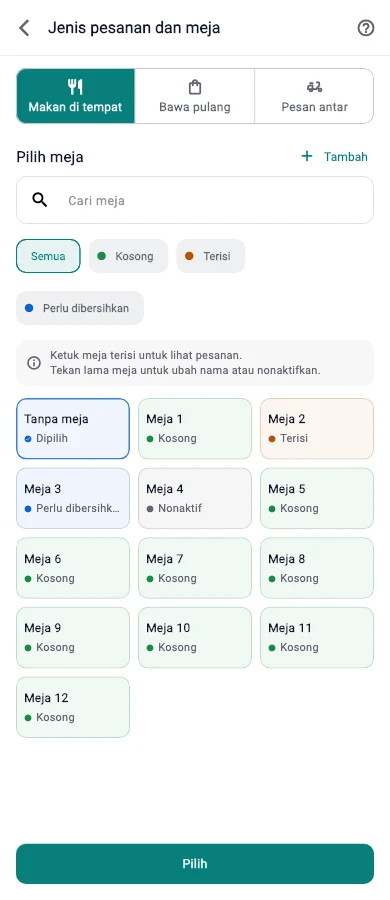 Jenis pesanan dan meja
Makan di tempat
Bawa pulang
Pesan antar
Pilih meja
Tambah
Cari meja
Semua
Kosong
Terisi
Perlu dibersihkan
Ketuk meja terisi untuk lihat pesanan.
Tekan lama meja untuk ubah nama atau nonaktifkan.
Tanpa meja
Dipilih
Meja 1
Kosong
Meja 2
Terisi
Meja 3
Perlu dibersihk...
Meja 4
Nonaktif
Meja 5
Kosong
Meja 6
Kosong
Meja 7
Kosong
Meja 8
Kosong
Meja 9
Kosong
Meja 10
Kosong
Meja 11
Kosong
Meja 12
Kosong
Pilih